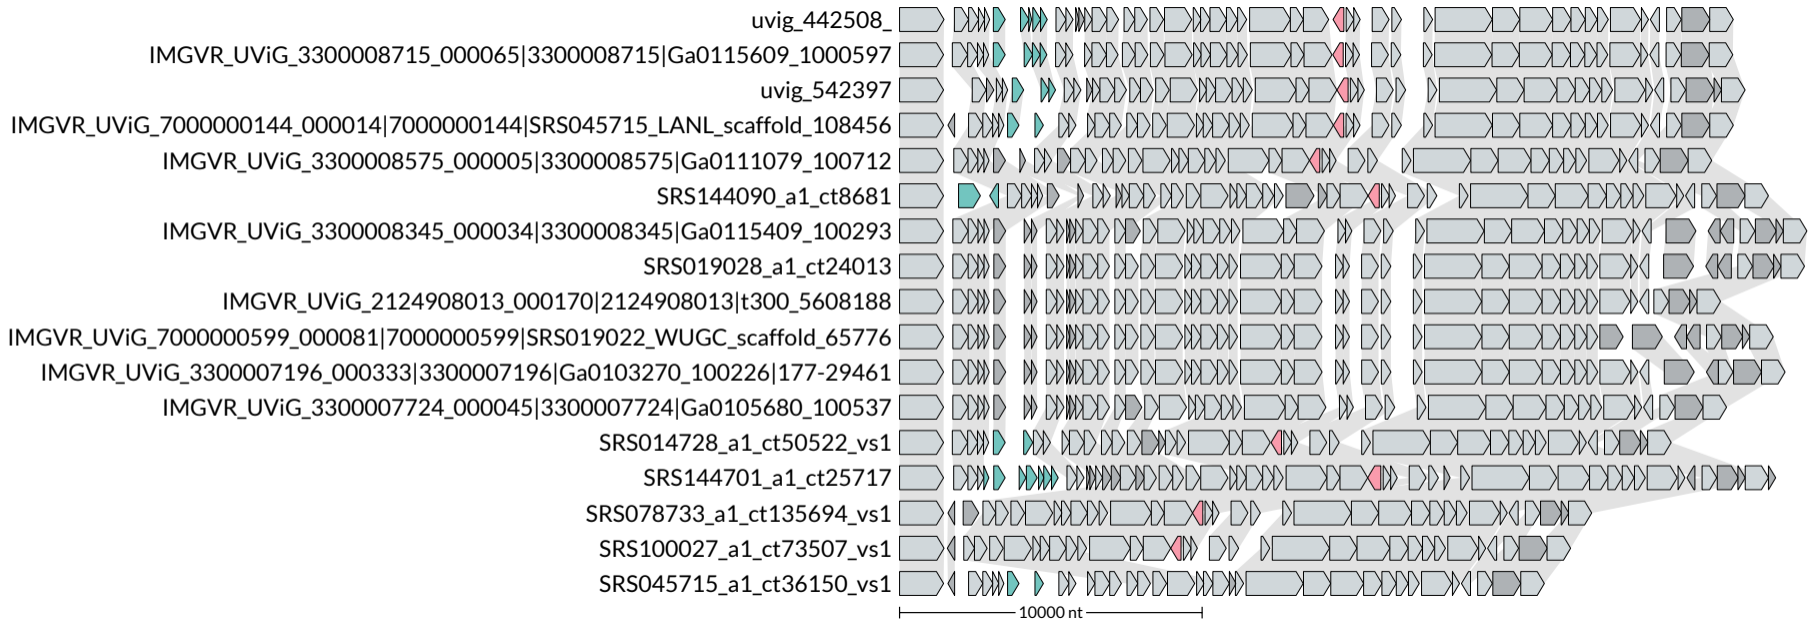 uvig_442508_
IMGVR_UViG_3300008715_000065|3300008715|Ga0115609_1000597
uvig_542397
IMGVR_UViG_7000000144_000014|7000000144|SRS045715_LANL_scaffold_108456
IMGVR_UViG_3300008575_000005|3300008575|Ga0111079_100712
SRS144090_a1_ct8681
IMGVR_UViG_3300008345_000034|3300008345|Ga0115409_100293
SRS019028_a1_ct24013
IMGVR_UViG_2124908013_000170|2124908013|t300_5608188
IMGVR_UViG_7000000599_000081|7000000599|SRS019022_WUGC_scaffold_65776
IMGVR_UViG_3300007196_000333|3300007196|Ga0103270_100226|177-29461
IMGVR_UViG_3300007724_000045|3300007724|Ga0105680_100537
SRS014728_a1_ct50522_vs1
SRS144701_a1_ct25717
SRS078733_a1_ct135694_vs1
SRS100027_a1_ct73507_vs1
SRS045715_a1_ct36150_vs1
10000 nt